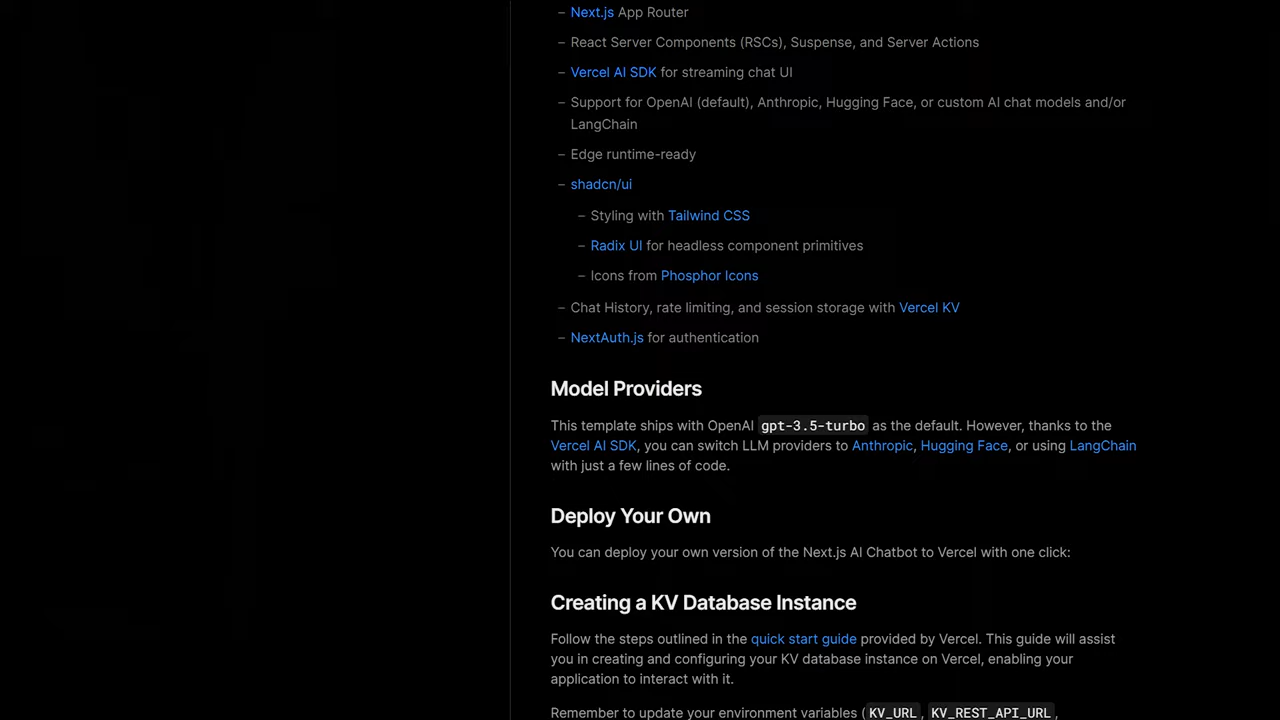 – Next.js App Router
– React Server Components (RSCs), Suspense, and Server Actions
– Vercel AI SDK for streaming chat UI
– Support for OpenAI (default), Anthropic, Hugging Face, or custom AI chat models and/or
LangChain
– Edge runtime-ready
– shadcn/ui
– Styling with Tailwind CSS
– Radix UI for headless component primitives
– Icons from Phosphor Icons
– Chat History, rate limiting, and session storage with Vercel KV
– NextAuth.js for authentication
Model Providers
This template ships with OpenAI gpt-3.5-turbo as the default. However, thanks to the
Vercel AI SDK, you can switch LLM providers to Anthropic, Hugging Face, or using LangChain
with just a few lines of code.
Deploy Your Own
You can deploy your own version of the Next.js AI Chatbot to Vercel with one click:
Creating a KV Database Instance
Follow the steps outlined in the quick start guide provided by Vercel. This guide will assist
you in creating and configuring your KV database instance on Vercel, enabling your
application to interact with it.
Remember to update your environment variables (KV_URL, KV_REST_API_URL,